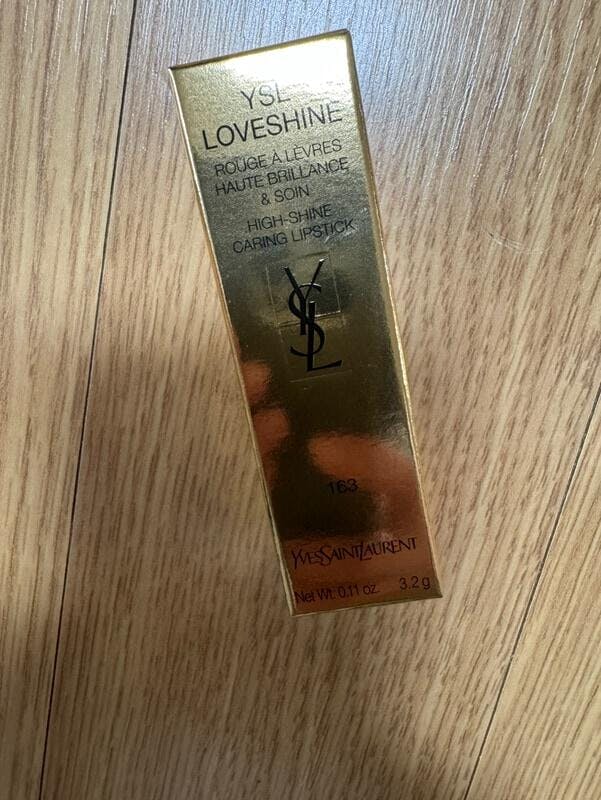 YSL
LOVESHINE
ROUGE À LÈVRES
HAUTE BRILLANCE
& SOIN
HIGH-SHINE
CARING LIPSTICK
YSL
163
YVESSAINTLAURENT
Net Wt. 0.11 oz. 3.2 g